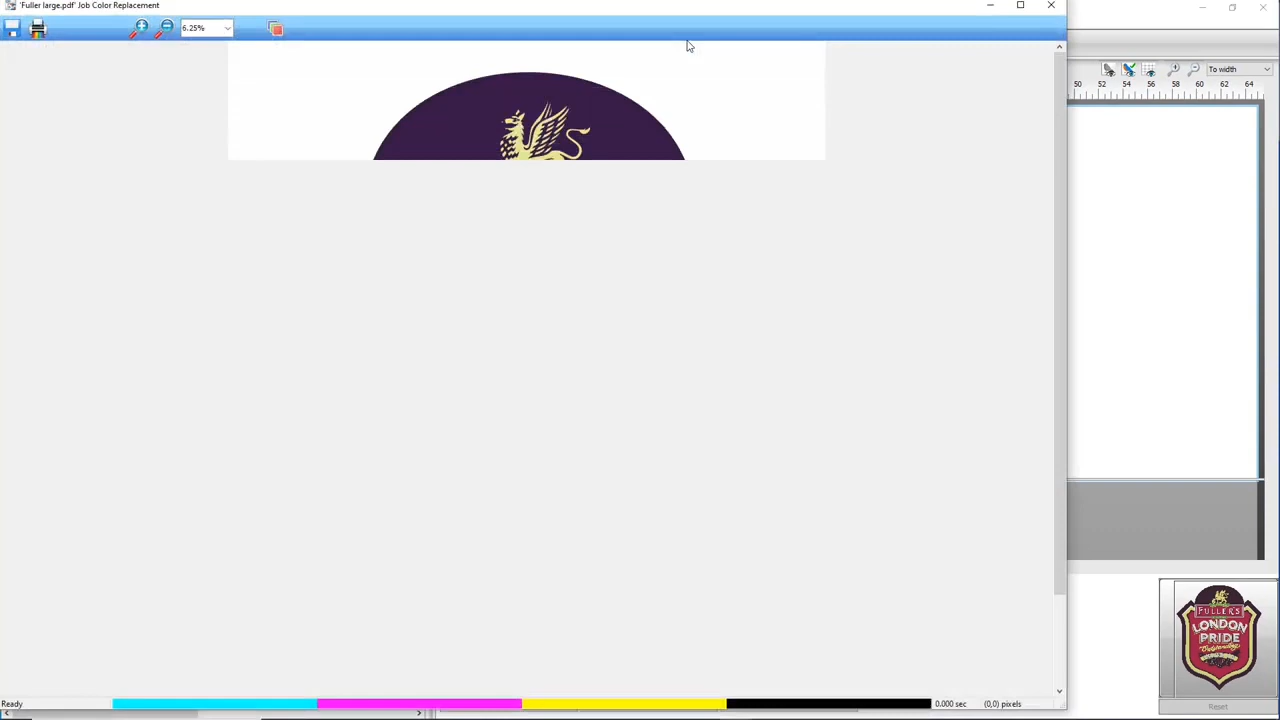 'Fuller large.pdf' Job Color Replacement
6.25%
To width
50 52 54 56 58 60 62 64
FULLER'S
LONDON
PRIDE
Outstanding
Reset
Ready
0.000 sec
(0,0) pixels